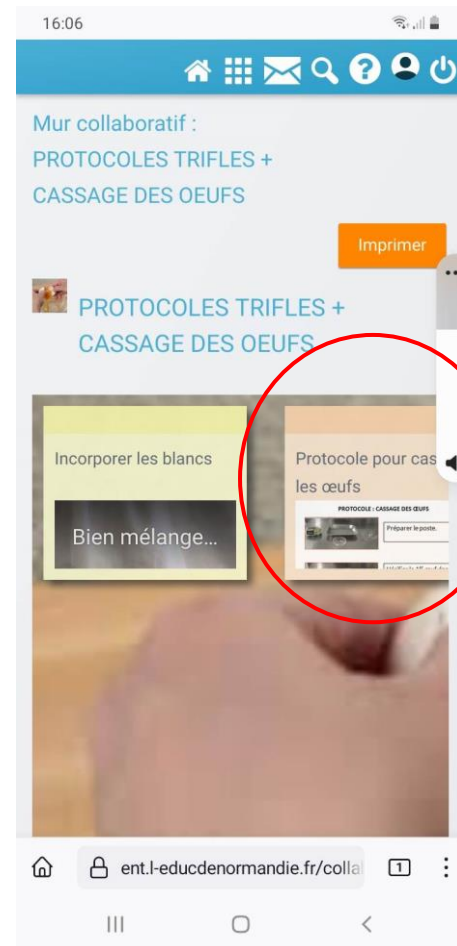 16:06
Mur collaboratif :
PROTOCOLES TRIFLES +
CASSAGE DES OEUFS
Imprimer
PROTOCOLES TRIFLES +
CASSAGE DES OEUFS
Incorporer les blancs
Bien mélange...
Protocole pour cas
les œufs
PROTOCOLE : CASSAGE DES ŒUFS
Préparer le poste.
ent.l-educdenormandie.fr/colla
1